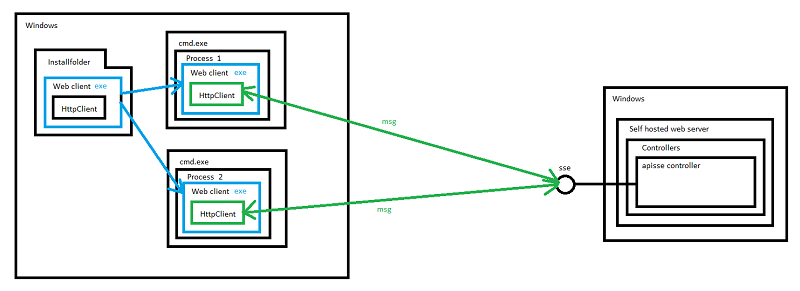 Windows
Installfolder
Web client exe
HttpClient
cmd.exe
Process 1
Web client exe
HttpClient
cmd.exe
Process 2
Web client exe
HttpClient
msg
msg
sse
Windows
Self hosted web server
Controllers
apisse controller